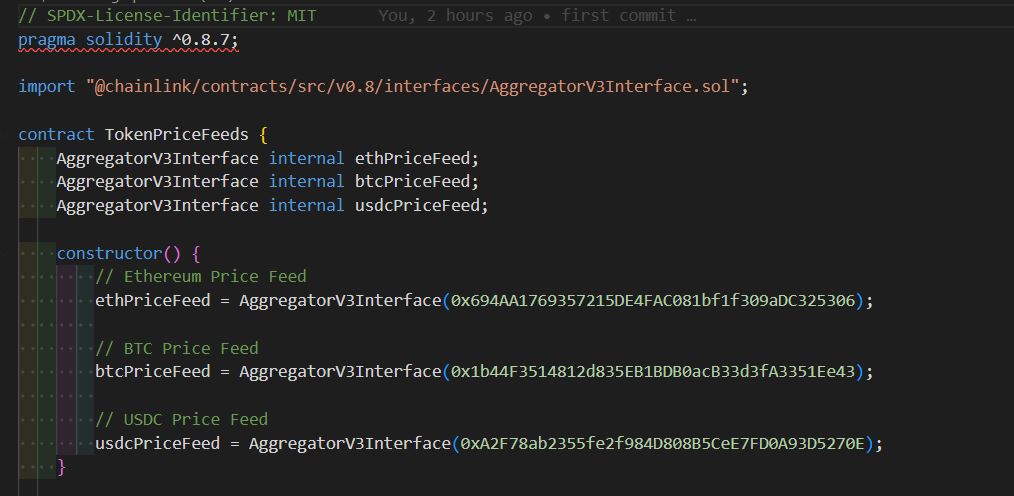 // SPDX-License-Identifier: MIT You, 2 hours ago • first commit …
pragma solidity ^0.8.7;
import "@chainlink/contracts/src/v0.8/interfaces/AggregatorV3Interface.sol";
contract TokenPriceFeeds {
AggregatorV3Interface internal ethPriceFeed;
AggregatorV3Interface internal btcPriceFeed;
AggregatorV3Interface internal usdcPriceFeed;
constructor() {
// Ethereum Price Feed
ethPriceFeed = AggregatorV3Interface(0x694AA1769357215DE4FAC081bf1f309aDC325306);
// BTC Price Feed
btcPriceFeed = AggregatorV3Interface(0x1b44F3514812d835EB1BDB0acB33d3fA3351Ee43);
// USDC Price Feed
usdcPriceFeed = AggregatorV3Interface(0xA2F78ab2355fe2f984D808B5CeE7FD0A93D5270E);
}